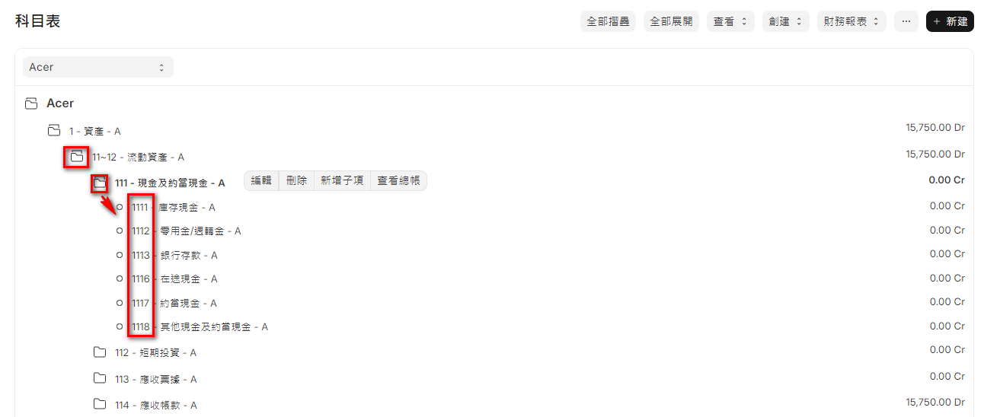 科目表 全部摺疊 全部展開 查看 創建 財務報表 ... + 新建
Acer
Acer
1 - 資產 - A 15,750.00 Dr
11~12 - 流動資產 - A 15,750.00 Dr
111 - 現金及約當現金 - A 編輯 刪除 新增子項 查看總帳 0.00 Cr
1111 - 庫存現金 - A 0.00 Cr
1112 - 零用金/週轉金 - A 0.00 Cr
1113 - 銀行存款 - A 0.00 Cr
1116 - 在途現金 - A 0.00 Cr
1117 - 約當現金 - A 0.00 Cr
1118 - 其他現金及約當現金 - A 0.00 Cr
112 - 短期投資 - A 0.00 Cr
113 - 應收票據 - A 0.00 Cr
114 - 應收帳款 - A 15,750.00 Dr